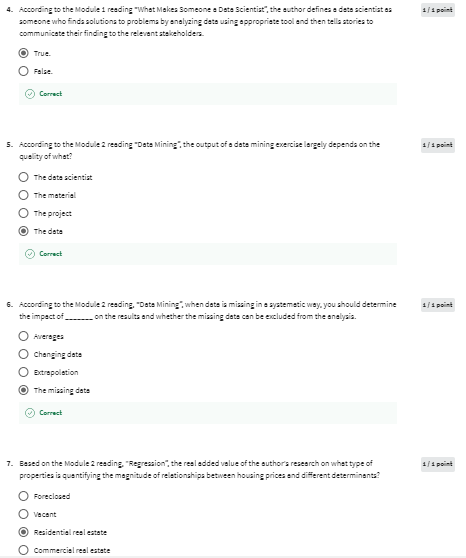 4. According to the Module 1 reading "What Makes Someone a Data Scientist", the author defines a data scientist as
1 / 1 point
someone who finds solutions to problems by analyzing data using appropriate tool and then tells stories to
communicate their finding to the relevant stakeholders.
True.
False.
Correct
5. According to the Module 2 reading "Data Mining", the output of a data mining exercise largely depends on the
1 / 1 point
quality of what?
The data scientist
The material
The project
The data
Correct
6. According to the Module 2 reading, "Data Mining", when data is missing in a systematic way, you should determine
1 / 1 point
the impact of _______ on the results and whether the missing data can be excluded from the analysis.
Averages
Changing data
Extrapolation
The missing data
Correct
7. Based on the Module 2 reading, "Regression", the real added value of the author's research on what type of
1 / 1 point
properties is quantifying the magnitude of relationships between housing prices and different determinants?
Foreclosed
Vacant
Residential real estate
Commercial real estate